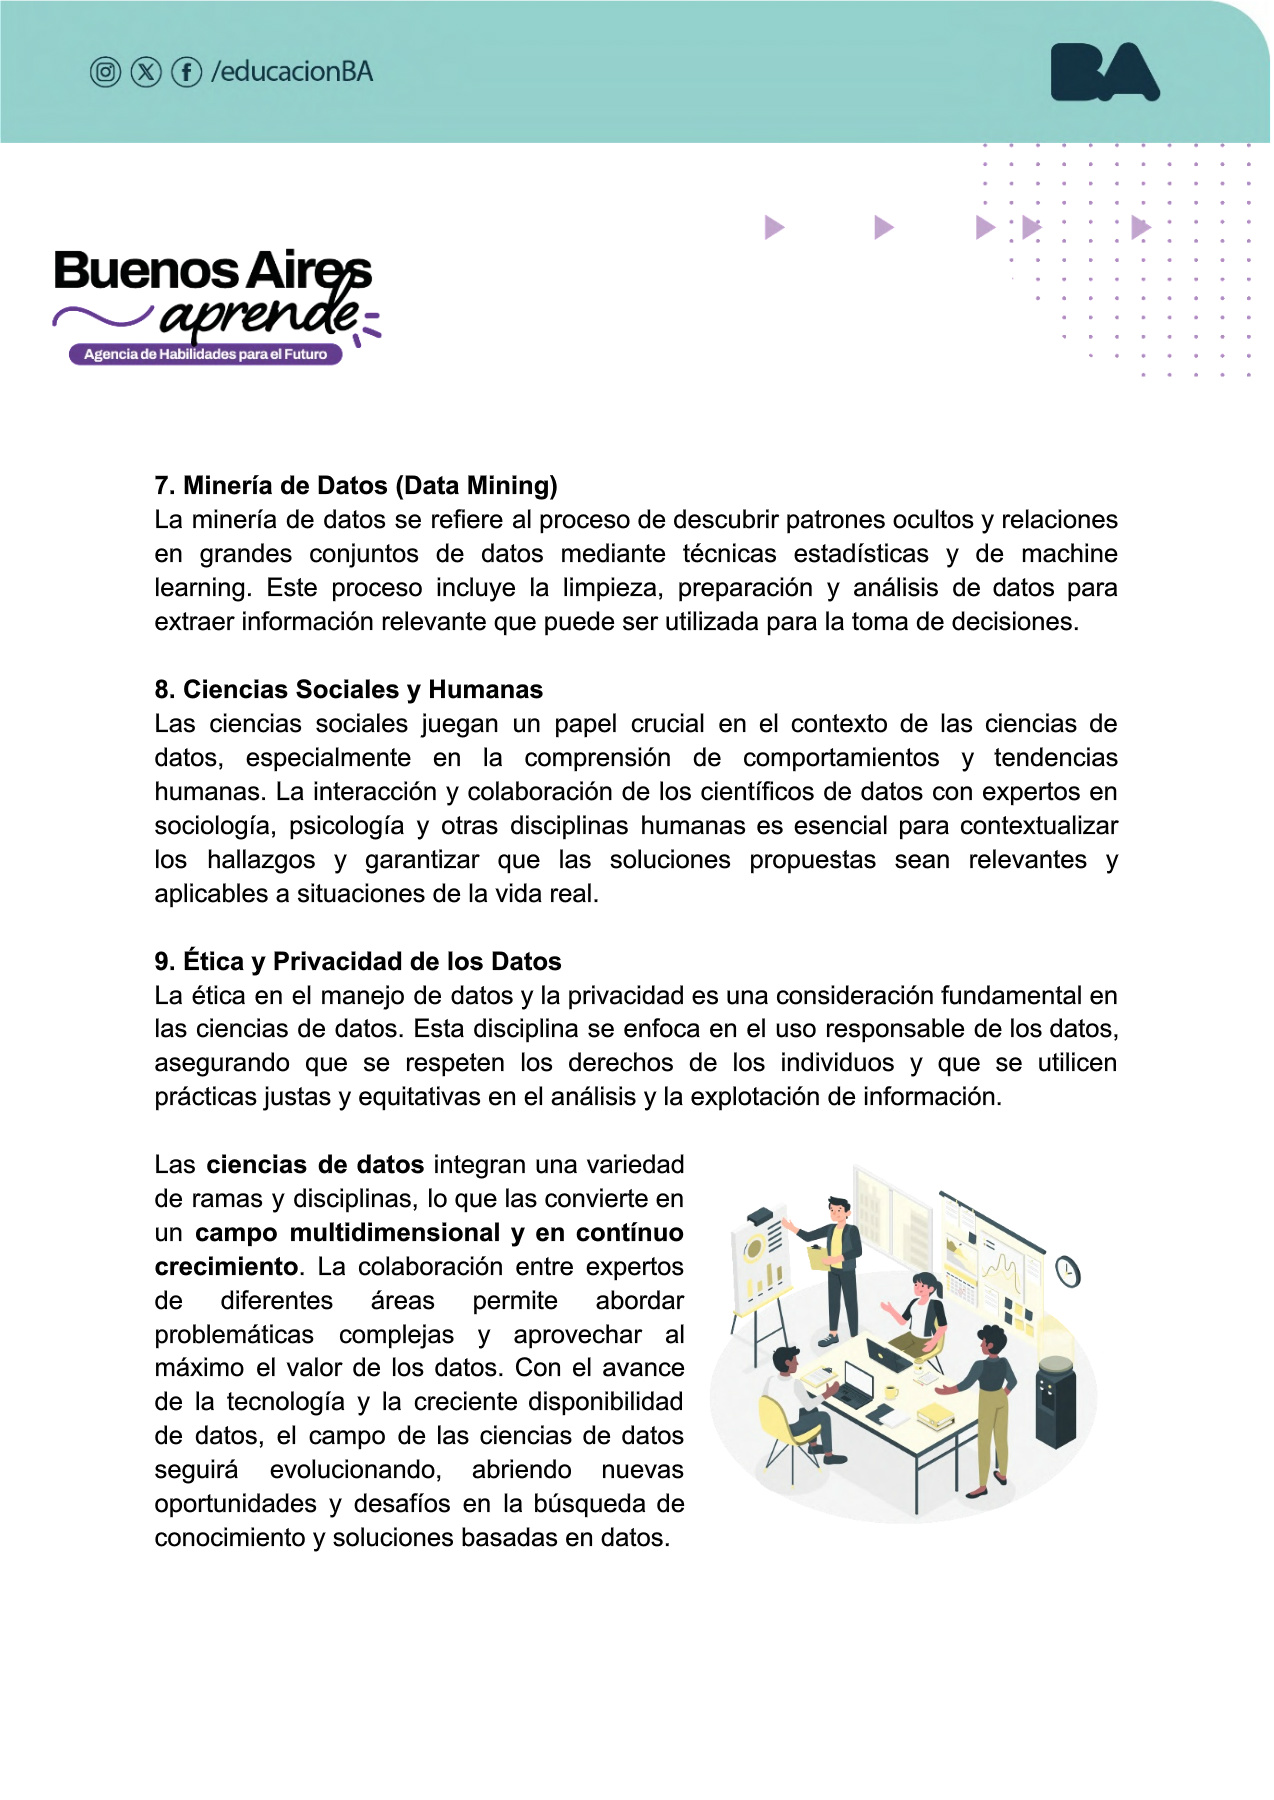 /educacionBA
BA
Buenos Aires
aprende
Agencia de Habilidades para el Futuro
7. Minería de Datos (Data Mining)
La minería de datos se refiere al proceso de descubrir patrones ocultos y relaciones
en grandes conjuntos de datos mediante técnicas estadísticas y de machine
learning. Este proceso incluye la limpieza, preparación y análisis de datos para
extraer información relevante que puede ser utilizada para la toma de decisiones.
8. Ciencias Sociales y Humanas
Las ciencias sociales juegan un papel crucial en el contexto de las ciencias de
datos, especialmente en la comprensión de comportamientos y tendencias
humanas. La interacción y colaboración de los científicos de datos con expertos en
sociología, psicología y otras disciplinas humanas es esencial para contextualizar
los hallazgos y garantizar que las soluciones propuestas sean relevantes y
aplicables a situaciones de la vida real.
9. Ética y Privacidad de los Datos
La ética en el manejo de datos y la privacidad es una consideración fundamental en
las ciencias de datos. Esta disciplina se enfoca en el uso responsable de los datos,
asegurando que se respeten los derechos de los individuos y que se utilicen
prácticas justas y equitativas en el análisis y la explotación de información.
Las ciencias de datos integran una variedad
de ramas y disciplinas, lo que las convierte en
un campo multidimensional y en contínuo
crecimiento. La colaboración entre expertos
de diferentes áreas permite abordar
problemáticas complejas y aprovechar al
máximo el valor de los datos. Con el avance
de la tecnología y la creciente disponibilidad
de datos, el campo de las ciencias de datos
seguirá evolucionando, abriendo nuevas
oportunidades y desafíos en la búsqueda de
conocimiento y soluciones basadas en datos.